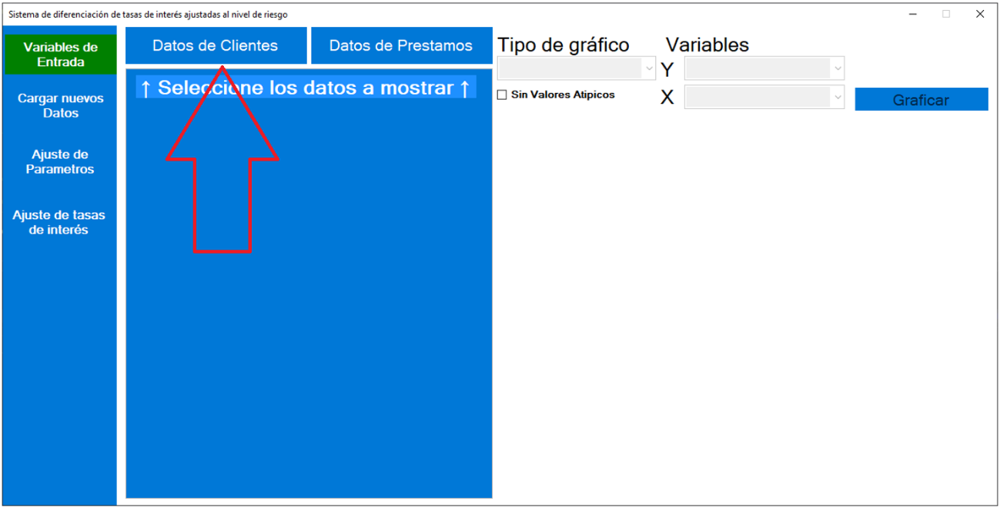 Sistema de diferenciación de tasas de interés ajustadas al nivel de riesgo
Variables de
Entrada
Cargar nuevos
Datos
Ajuste de
Parametros
Ajuste de tasas
de interés
Datos de Clientes
Datos de Prestamos
↑ Seleccione los datos a mostrar ↑
Tipo de gráfico
Variables
Y
Sin Valores Atipicos
X
Graficar